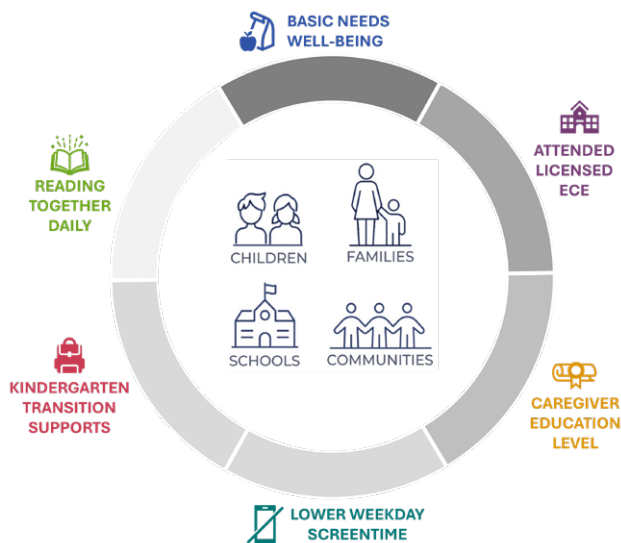 BASIC NEEDS
WELL-BEING
ATTENDED
LICENSED
ECE
READING
TOGETHER
DAILY
CHILDREN
FAMILIES
SCHOOLS
COMMUNITIES
KINDERGARTEN
TRANSITION
SUPPORTS
CAREGIVER
EDUCATION
LEVEL
LOWER WEEKDAY
SCREENTIME